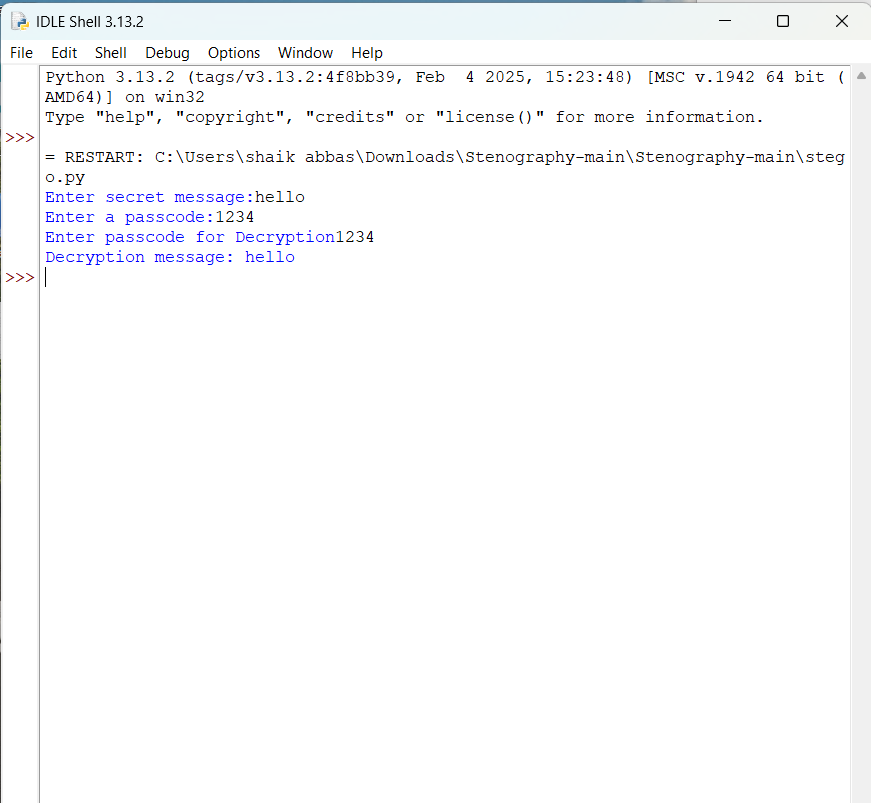 IDLE Shell 3.13.2
File Edit Shell Debug Options Window Help
Python 3.13.2 (tags/v3.13.2:4f8bb39, Feb  4 2025, 15:23:48) [MSC v.1942 64 bit (
AMD64)] on win32
Type "help", "copyright", "credits" or "license()" for more information.
>>>
= RESTART: C:\Users\shaik abbas\Downloads\Stenography-main\Stenography-main\steg
o.py
Enter secret message:hello
Enter a passcode:1234
Enter passcode for Decryption1234
Decryption message: hello
>>>